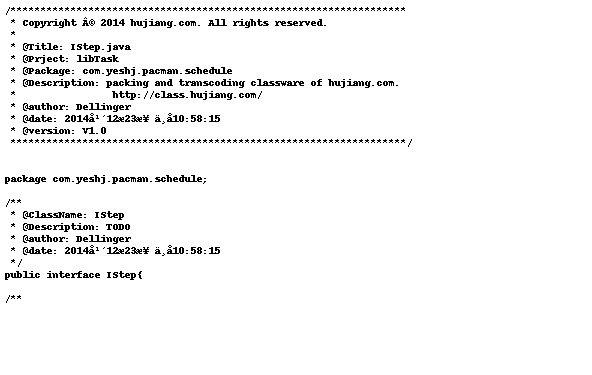 /******************************************************************
 * Copyright Â© 2014 hujiang.com. All rights reserved.
 *
 * @Title: IStep.java
 * @Prject: libTask
 * @Package: com.yeshj.pacman.schedule
 * @Description: packing and transcoding classware of hujiang.com.
 *                http://class.hujiang.com/
 * @author: Dellinger
 * @date: 2014å¹´12æ23æ¥ ä¸å10:58:15
 * @version: V1.0
 ******************************************************************/
package com.yeshj.pacman.schedule;
/**
 * @ClassName: IStep
 * @Description: TODO
 * @author: Dellinger
 * @date: 2014å¹´12æ23æ¥ ä¸å10:58:15
 */
public interface IStep{
/**